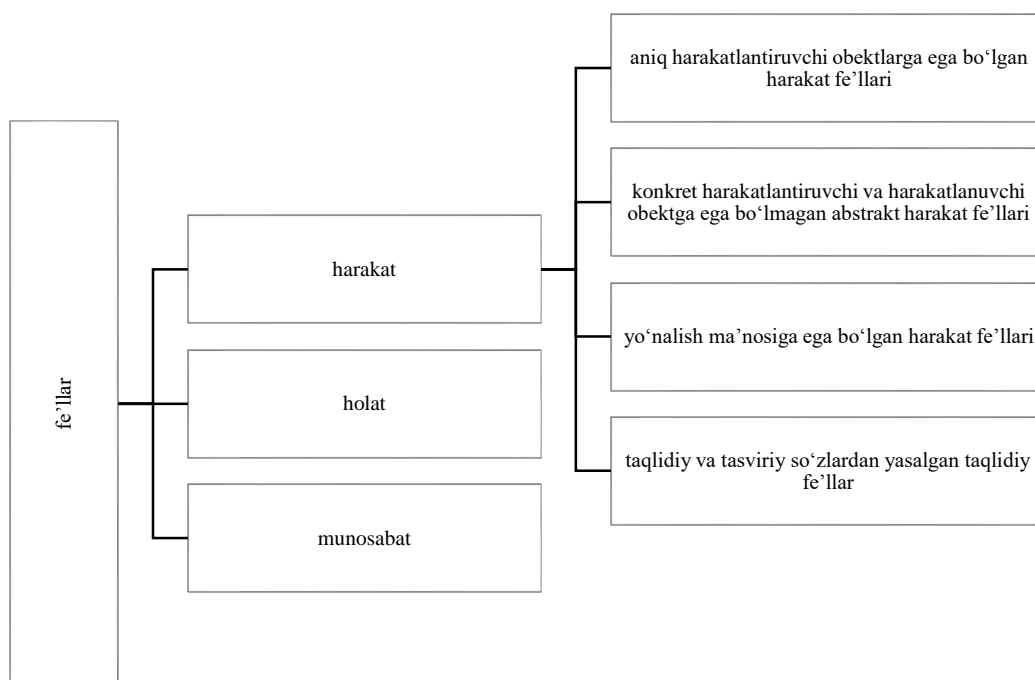 fe’llar
harakat
holat
munosabat
aniq harakatlantiruvchi obektlarga ega bo‘lgan
harakat fe’llari
konkret harakatlantiruvchi va harakatlanuvchi
obektga ega bo‘lmagan abstrakt harakat fe’llari
yo‘nalish ma’nosiga ega bo‘lgan harakat fe’llari
taqlidiy va tasviriy so‘zlardan yasalgan taqlidiy
fe’llar